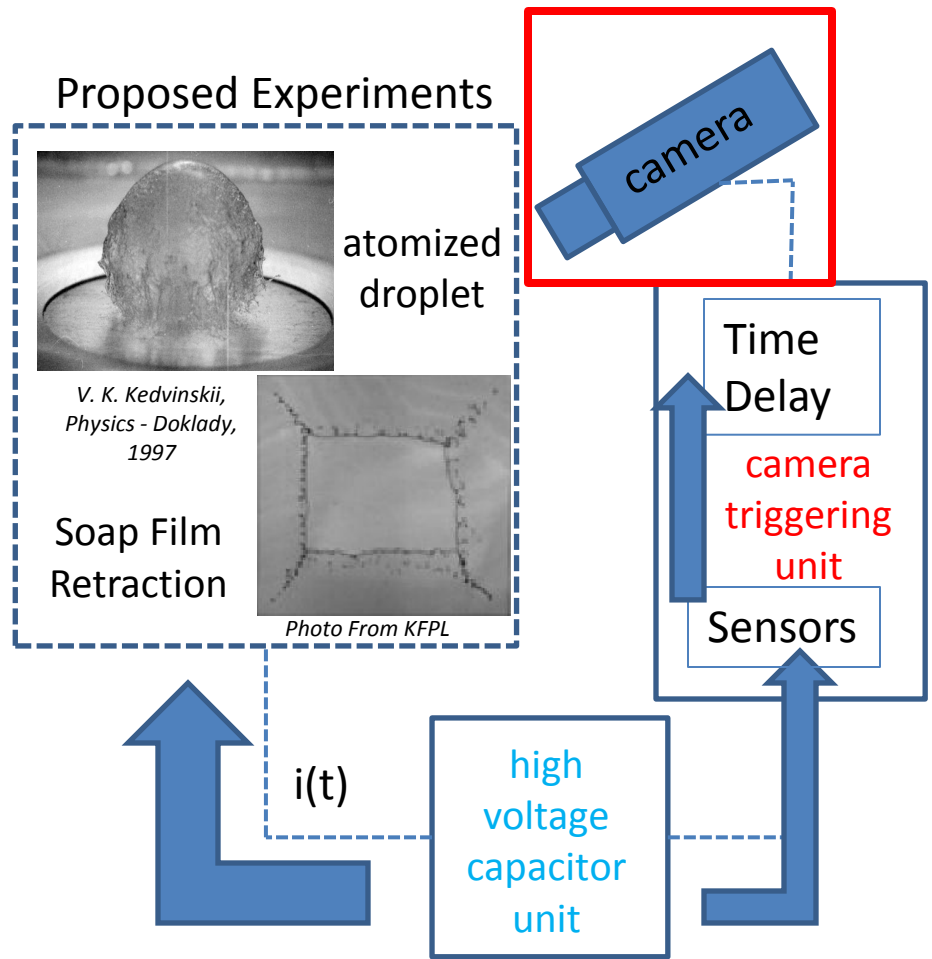 Proposed Experiments
atomized
droplet
V. K. Kedvinskii,
Physics - Doklady,
1997
Soap Film
Retraction
Photo From KFPL
camera
Time
Delay
camera
triggering
unit
Sensors
i(t)
high
voltage
capacitor
unit